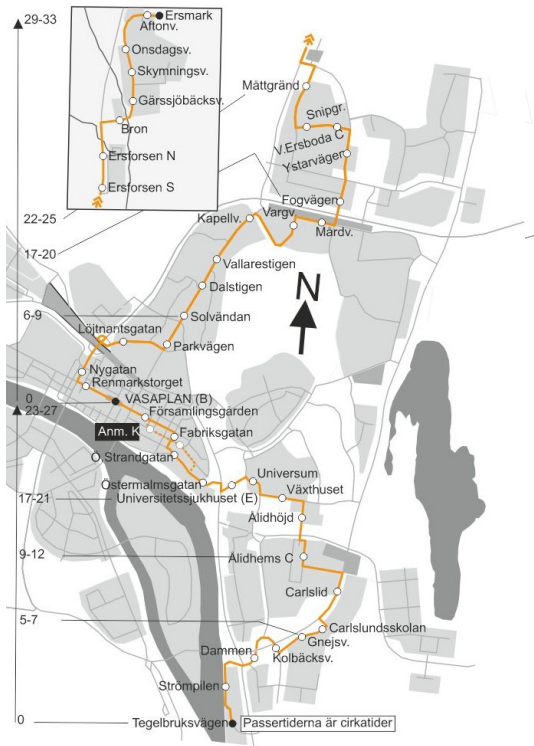 29-33
Ersmark
Aftonv.
Onsdagsv.
Skymningsv.
Gärssjöbäcksv.
Bron
Ersforsen N
Ersforsen S
Måttgränd
Snipgr.
V.Ersboda C
Ystarvägen
Fogvägen
22-25
Kapellv.
Vargv.
Mårdv.
17-20
Vallarestigen
Dalstigen
N
6-9
Solvändan
Löjtnantsgatan
Parkvägen
Nygatan
Renmarkstorget
0
VASAPLAN (B)
23-27
Församlingsgården
Anm. K
Fabriksgatan
Ö.Strandgatan
Universum
Östermalmsgatan
Växthuset
17-21
Universitetssjukhuset (E)
Ålidhöjd
9-12
Ålidhems C
Carlslid
5-7
Carlslundsskolan
Gnejsv.
Dammen
Kolbäcksv.
Strömpilen
0
Tegelbruksvägen
Passertiderna är cirkatider